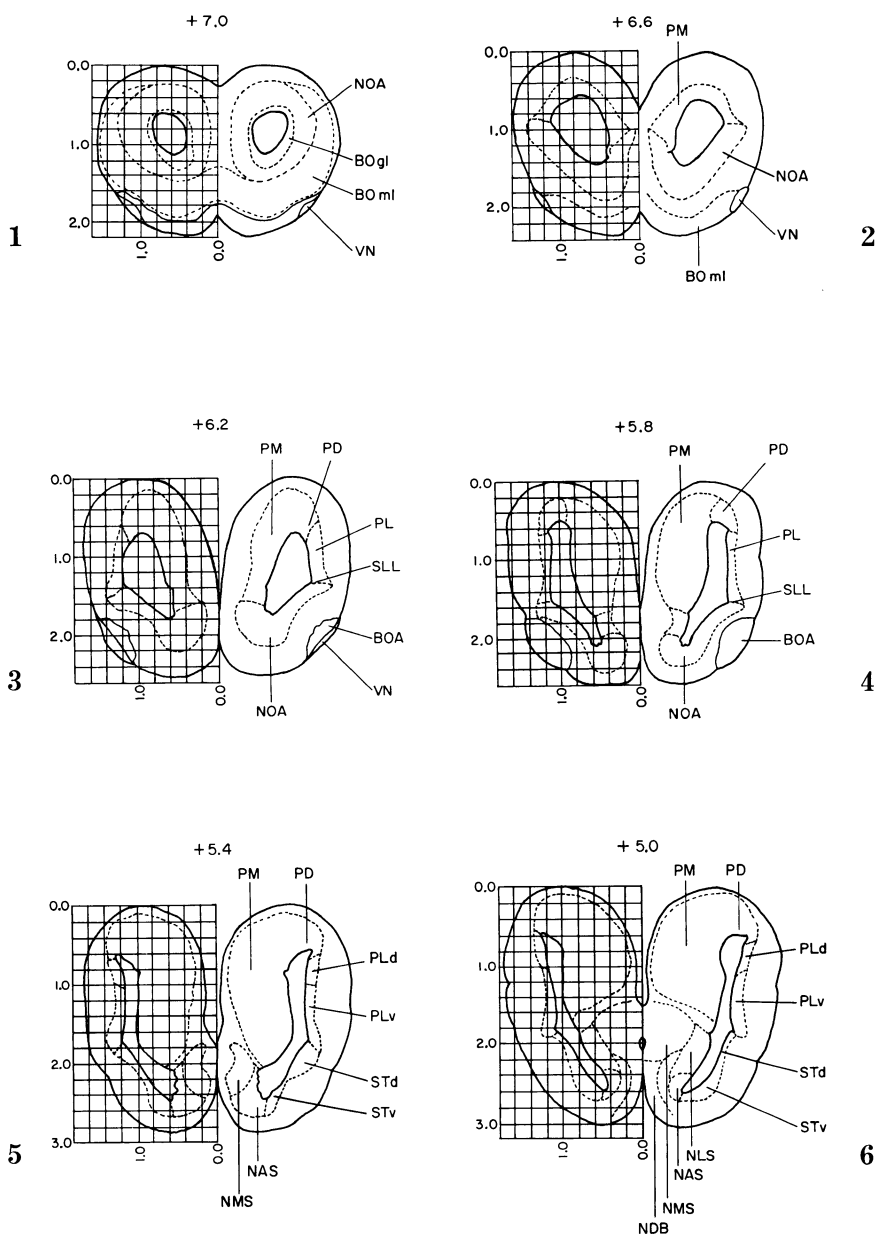 +7.0
0.0
1.0
2.0
1.0
0.0
NOA
BOgl
BOml
VN
1
+6.6
PM
0.0
1.0
2.0
1.0
0.0
NOA
VN
BOml
2
+6.2
PM
PD
0.0
1.0
2.0
1.0
0.0
PL
SLL
BOA
VN
NOA
3
+5.8
PM
PD
0.0
1.0
2.0
1.0
0.0
PL
SLL
BOA
NOA
4
+5.4
PM
PD
0.0
1.0
2.0
3.0
1.0
0.0
PLd
PLv
STd
STv
NAS
NMS
5
+5.0
PM
PD
0.0
1.0
2.0
3.0
1.0
0.0
PLd
PLv
STd
STv
NLS
NAS
NMS
NDB
6